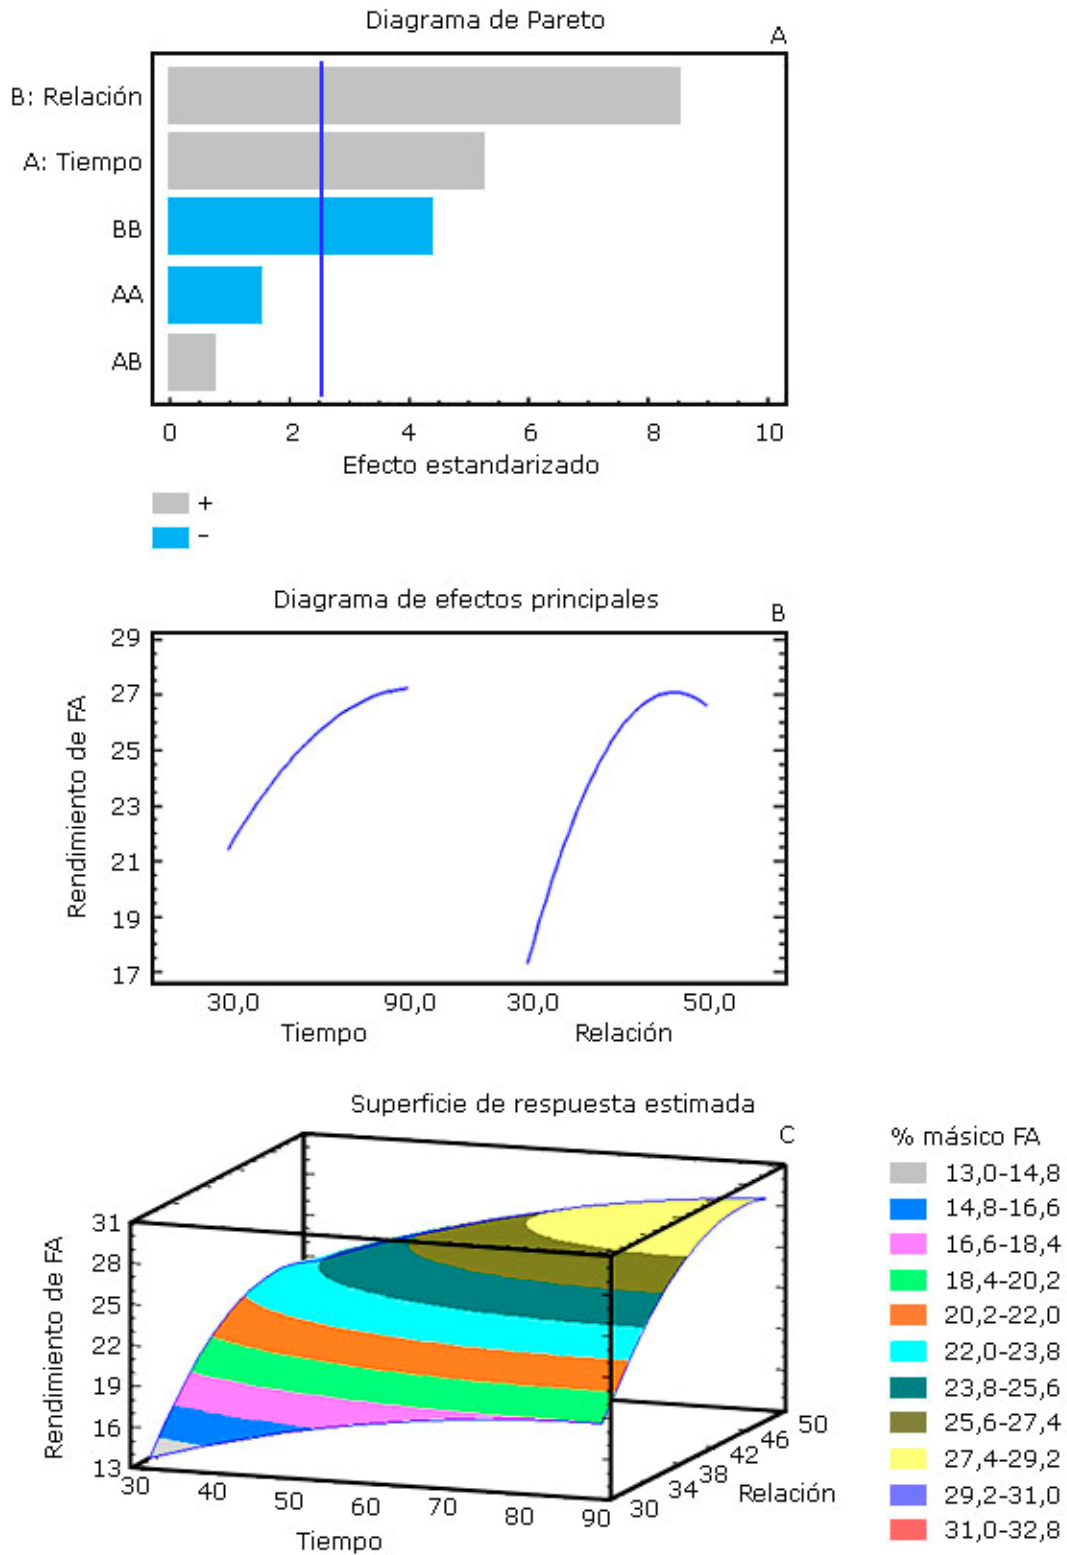 Diagrama de Pareto
A
B: Relación
A: Tiempo
BB
AA
AB
0 2 4 6 8 10
Efecto estandarizado
+
-
Diagrama de efectos principales
B
29
27
25
23
21
19
17
Rendimiento de FA
30,0 90,0 30,0 50,0
Tiempo Relación
Superficie de respuesta estimada
C
31
28
25
22
19
16
13
Rendimiento de FA
30 40 50 60 70 80 90
Tiempo
30 34 38 42 46 50
Relación
% másico FA
13,0-14,8
14,8-16,6
16,6-18,4
18,4-20,2
20,2-22,0
22,0-23,8
23,8-25,6
25,6-27,4
27,4-29,2
29,2-31,0
31,0-32,8